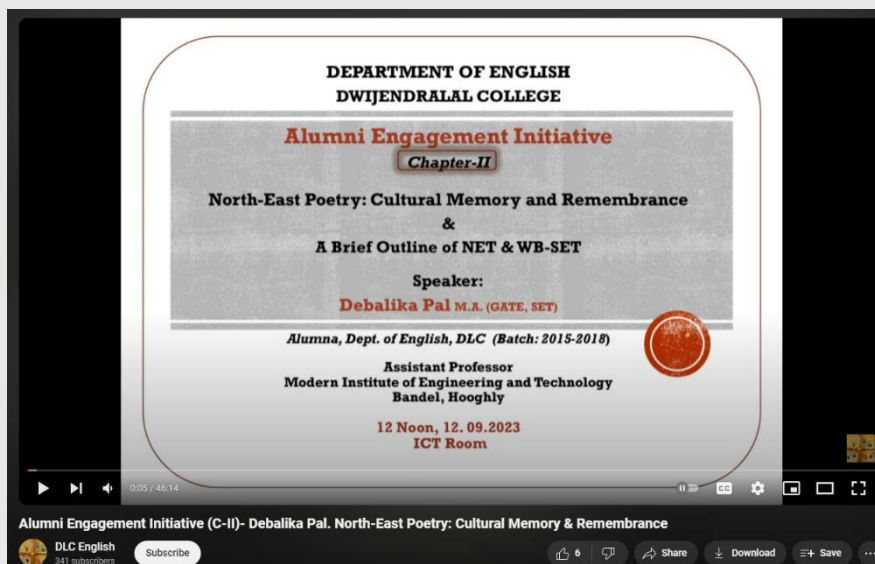 DEPARTMENT OF ENGLISH
DWIJENDRALAL COLLEGE
Alumni Engagement Initiative
Chapter-II
North-East Poetry: Cultural Memory and Remembrance
&
A Brief Outline of NET & WB-SET
Speaker:
Debalika Pal M.A. (GATE, SET)
Alumna, Dept. of English, DLC (Batch: 2015-2018)
Assistant Professor
Modern Institute of Engineering and Technology
Bandel, Hooghly
12 Noon, 12. 09.2023
ICT Room
0:05 / 46:14
CC
Alumni Engagement Initiative (C-II)- Debalika Pal. North-East Poetry: Cultural Memory & Remembrance
DLC English
341 subscribers
Subscribe
6
Share
Download
Save